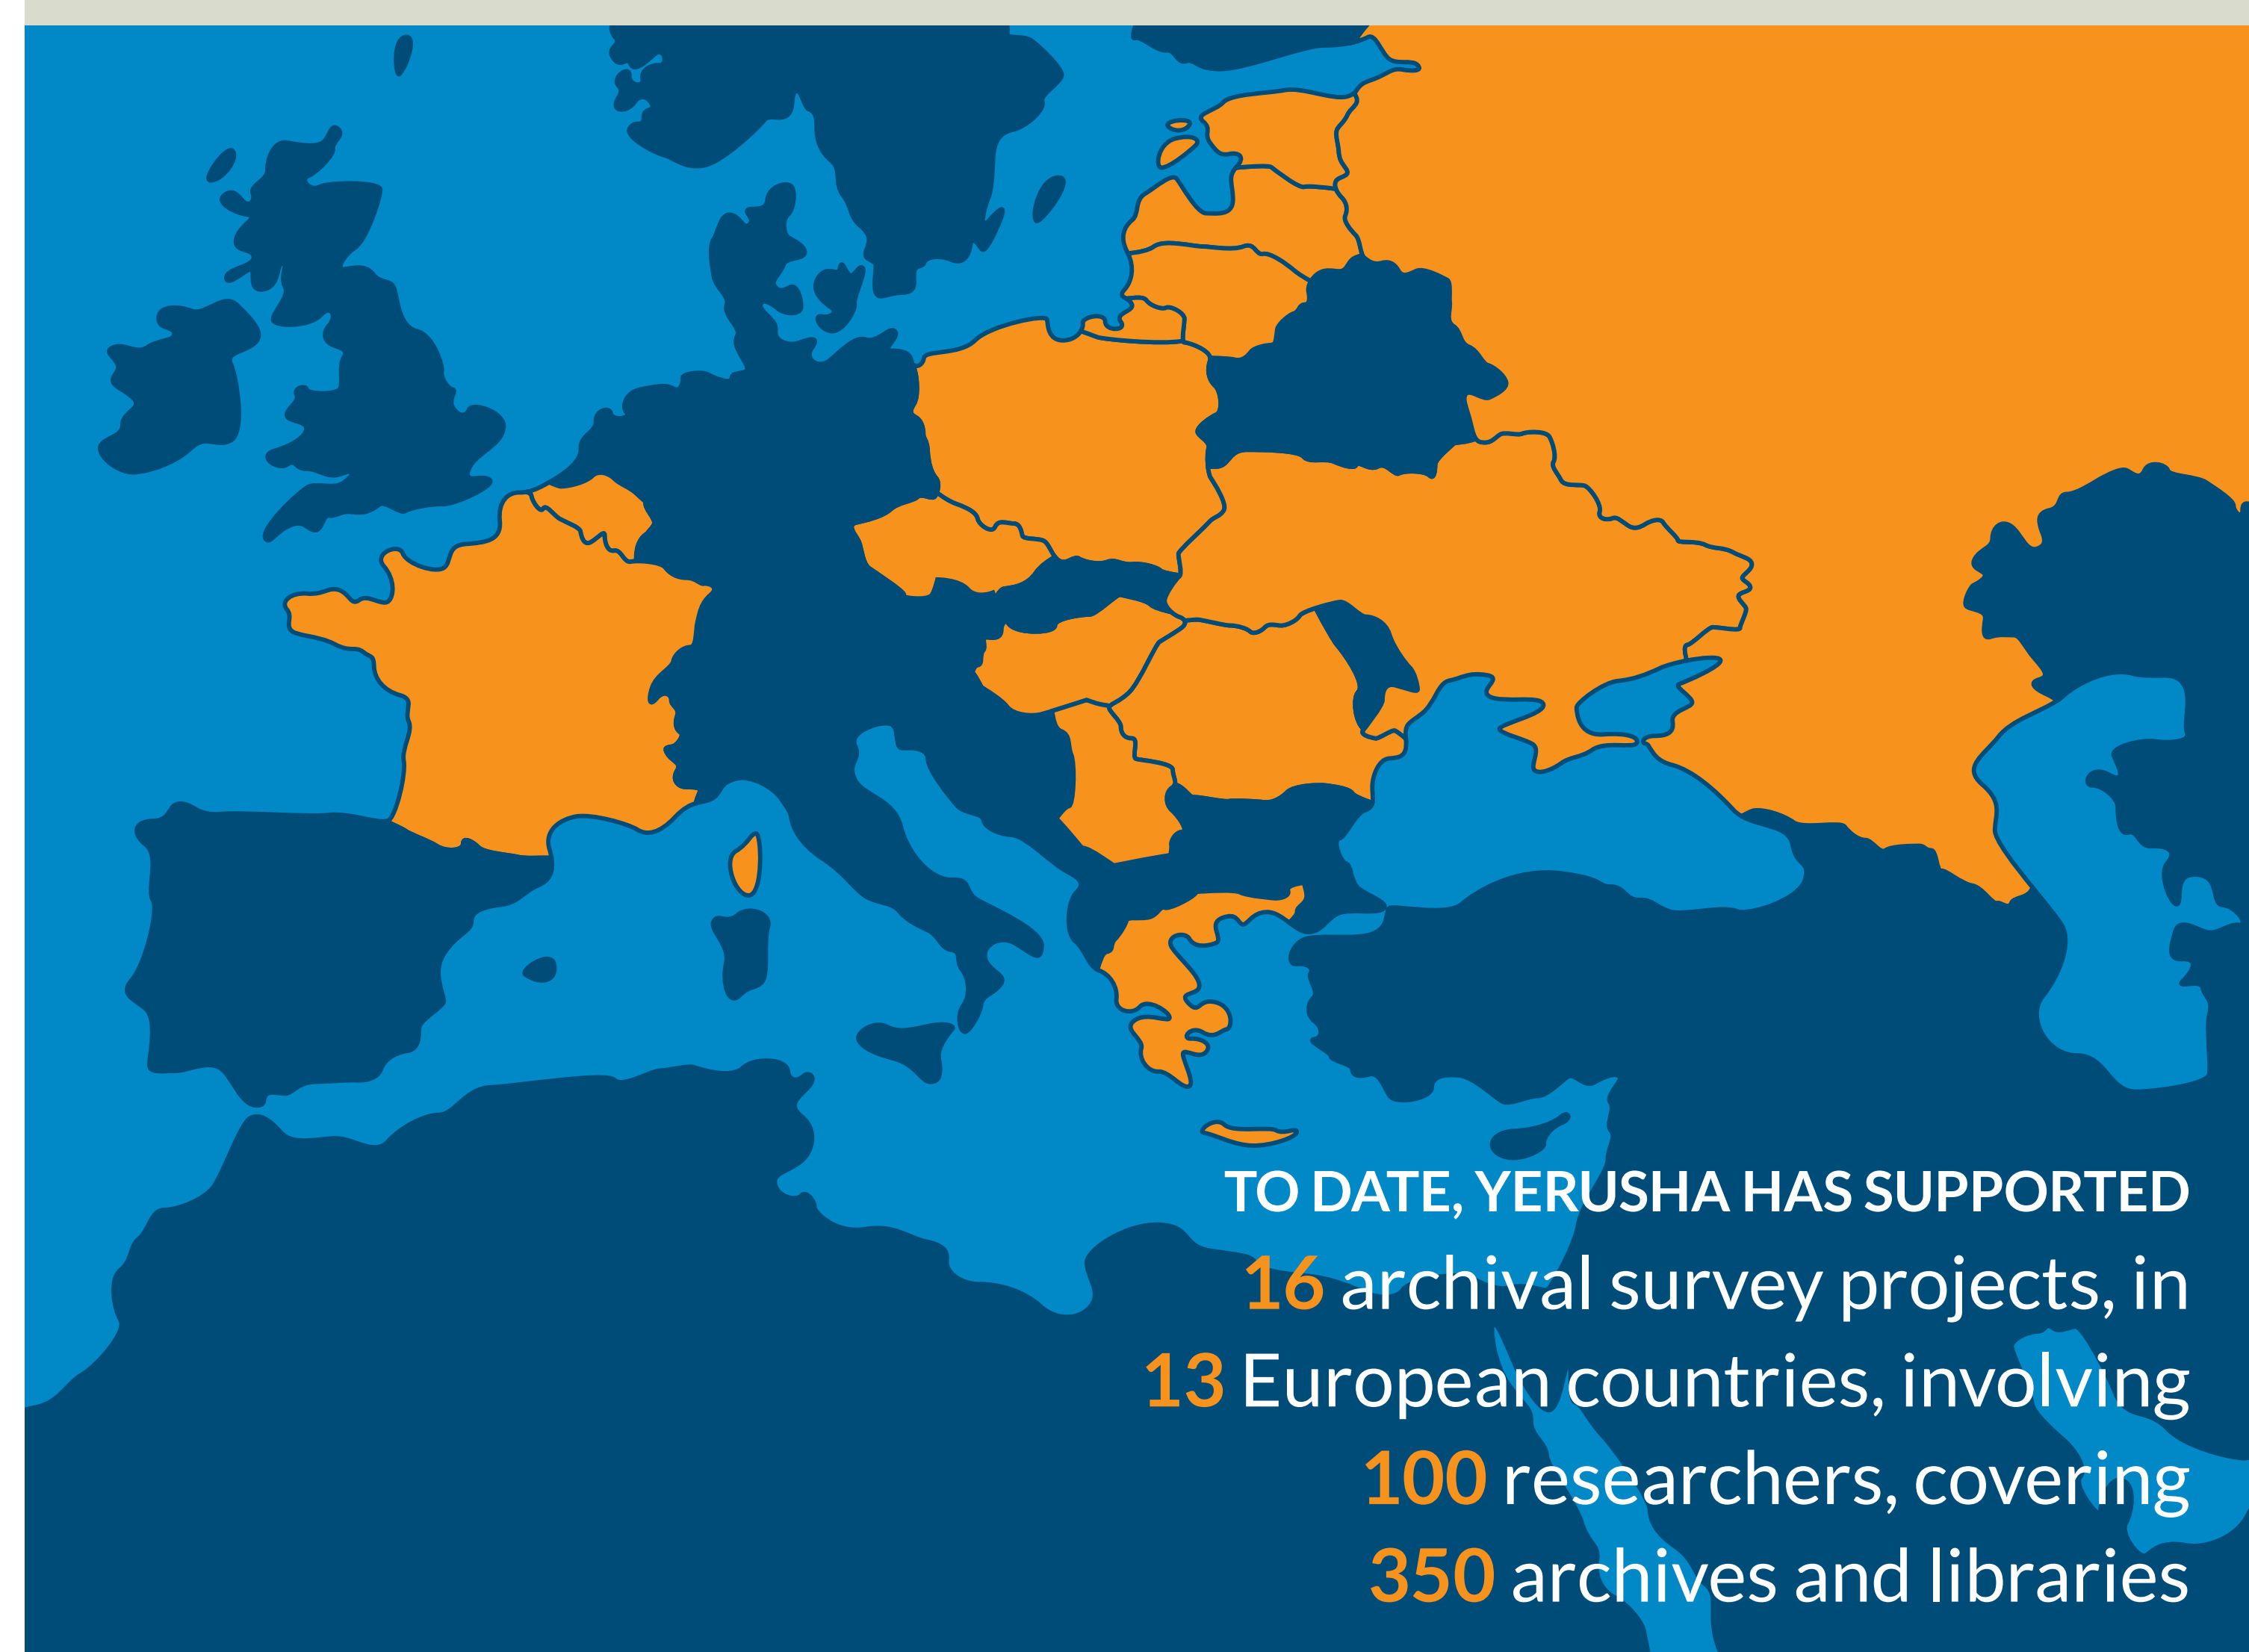 TO DATE, YERUSHA HAS SUPPORTED
16 archival survey projects, in
13 European countries, involving
100 researchers, covering
350 archives and libraries